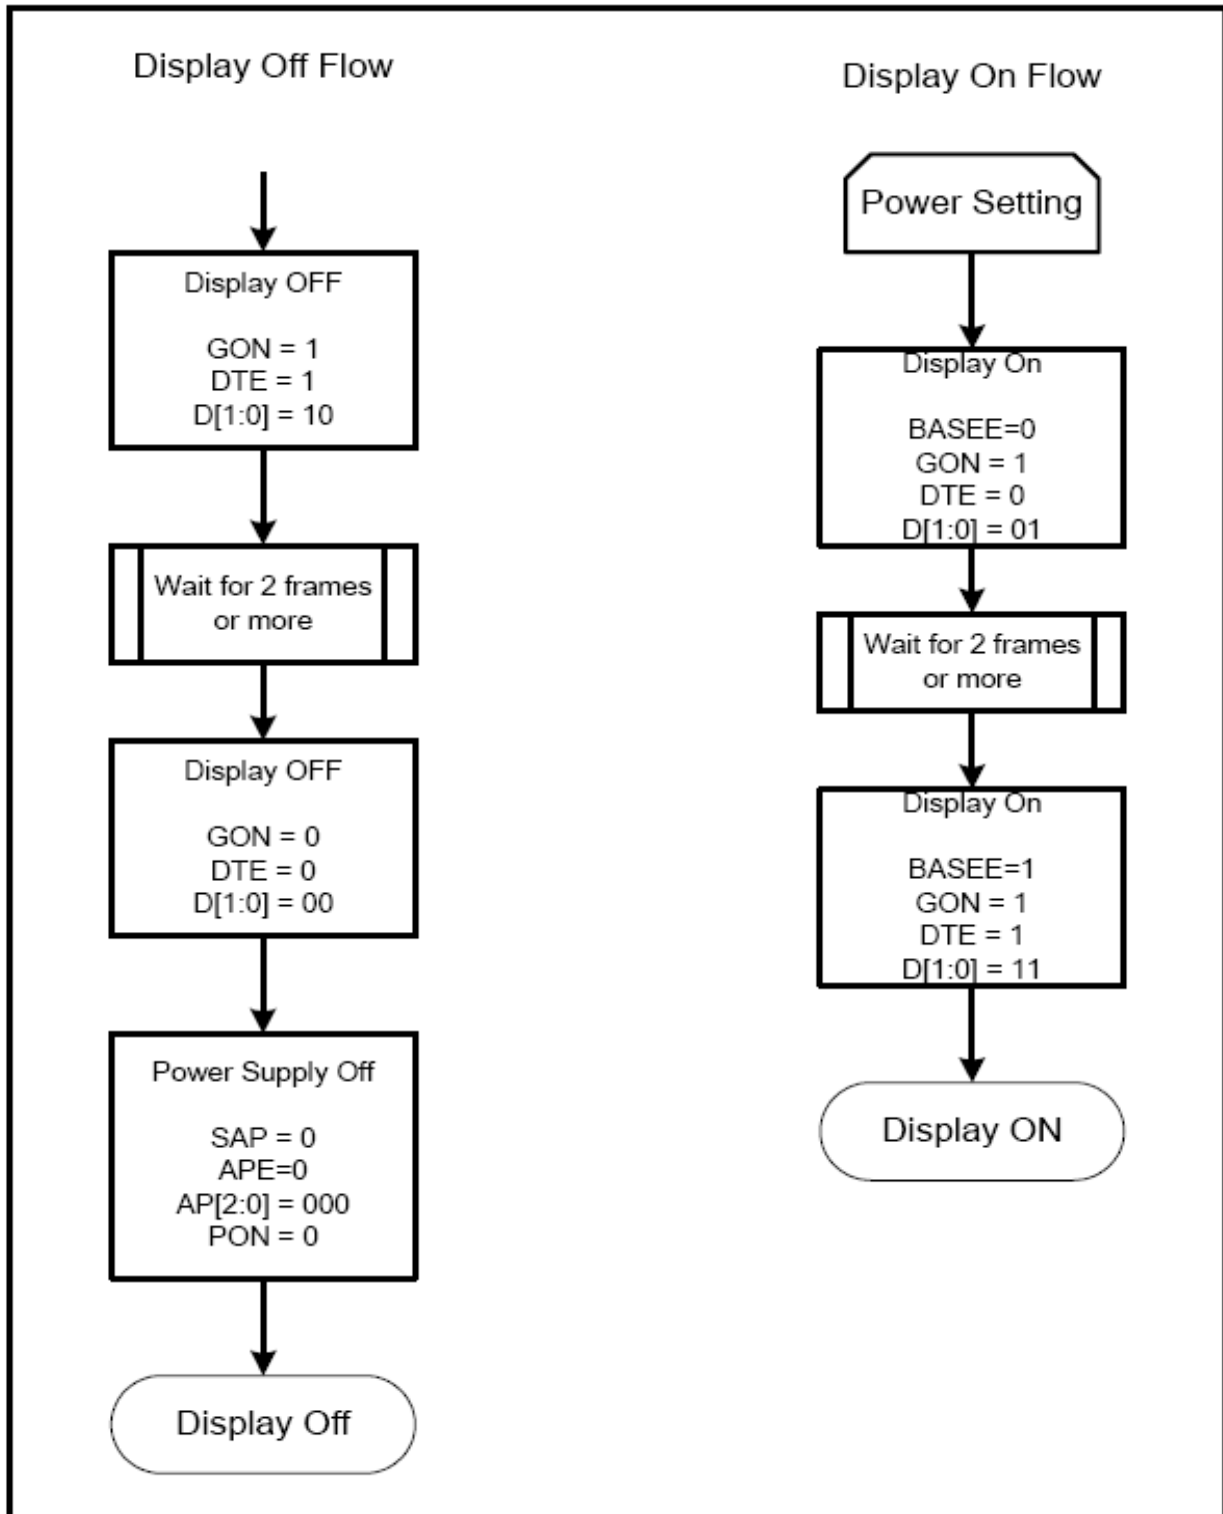 Display Off Flow
Display OFF
GON = 1
DTE = 1
D[1:0] = 10
Wait for 2 frames
or more
Display OFF
GON = 0
DTE = 0
D[1:0] = 00
Power Supply Off
SAP = 0
APE=0
AP[2:0] = 000
PON = 0
Display Off
Display On Flow
Power Setting
Display On
BASEE=0
GON = 1
DTE = 0
D[1:0] = 01
Wait for 2 frames
or more
Display On
BASEE=1
GON = 1
DTE = 1
D[1:0] = 11
Display ON